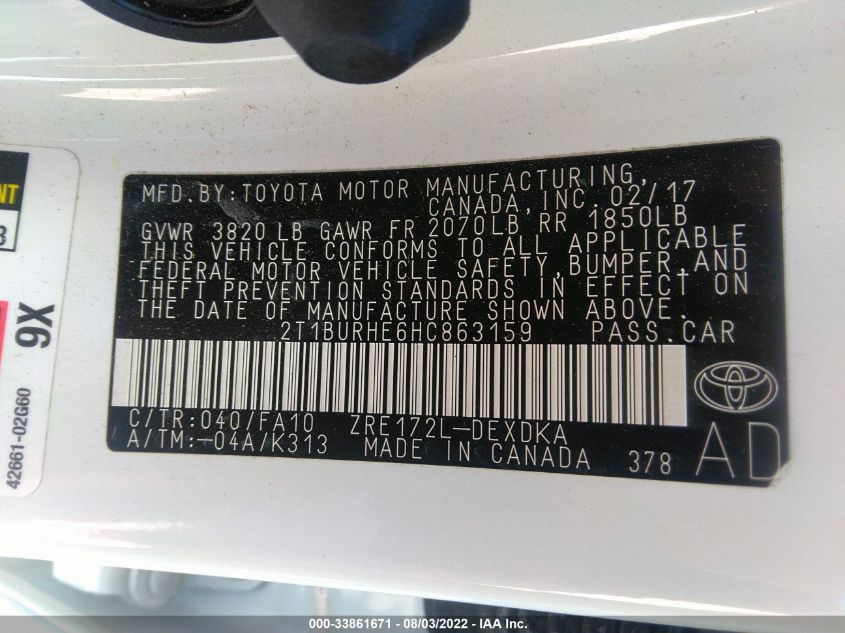 MFD.BY:TOYOTA MOTOR MANUFACTURING,
CANADA,INC. 02/17
GVWR 3820 LB GAWR FR 2070LB RR 1850LB
THIS VEHICLE CONFORMS TO ALL APPLICABLE
FEDERAL MOTOR VEHICLE SAFETY,BUMPER,AND
THEFT PREVENTION STANDARDS IN EFFECT ON
THE DATE OF MANUFACTURE SHOWN ABOVE.
2T1BURHE6HC863159 PASS.CAR
C/TR:040/FA10 ZRE172L-DEXDKA
A/TM:-04A/K313 MADE IN CANADA 378
AD
9X
42661-02G60
000-33861671 - 08/03/2022 - © IAA Inc.